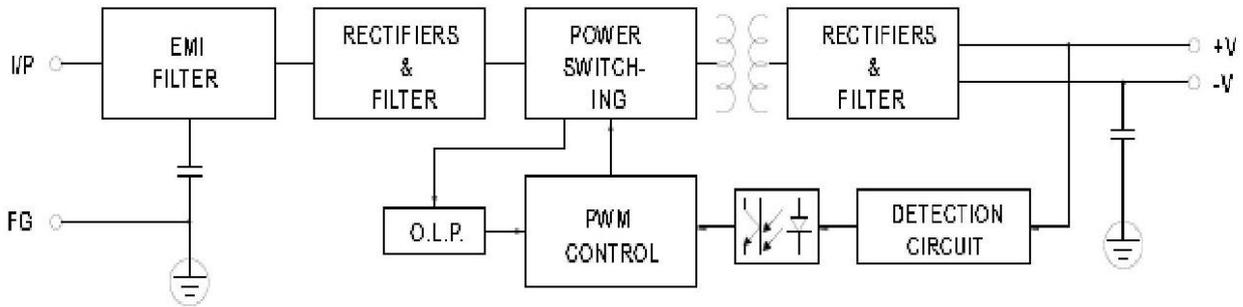 I/P
EMI
FILTER
RECTIFIERS
&
FILTER
POWER
SWITCH-
ING
RECTIFIERS
&
FILTER
+V
-V
FG
O.L.P.
PWM
CONTROL
DETECTION
CIRCUIT